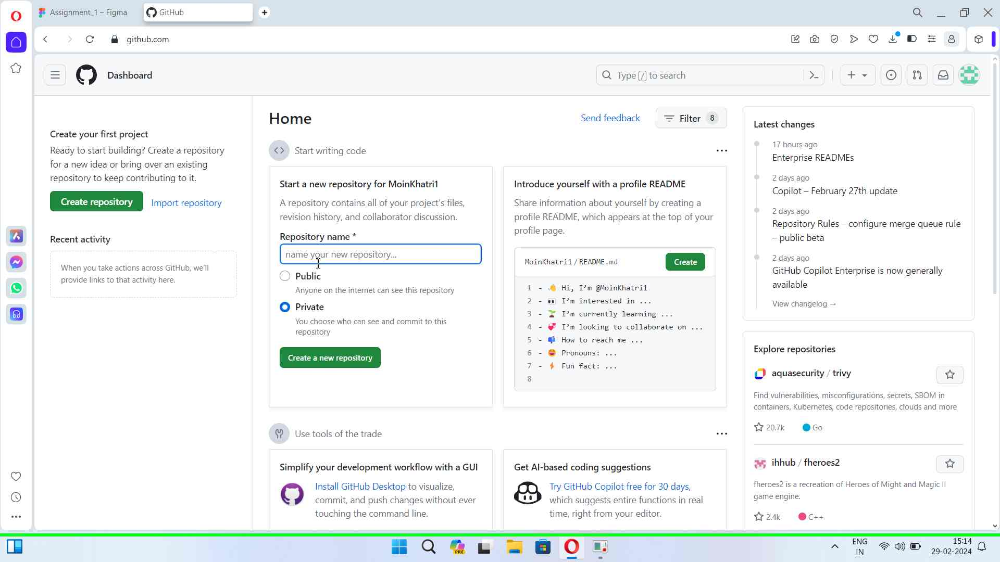 Assignment_1 – Figma
GitHub
github.com
Dashboard
Type / to search
Create your first project
Ready to start building? Create a repository
for a new idea or bring over an existing
repository to keep contributing to it.
Create repository
Import repository
Recent activity
When you take actions across GitHub, we'll
provide links to that activity here.
Home
Send feedback
Filter 8
Start writing code
Start a new repository for MoinKhatri1
A repository contains all of your project's files,
revision history, and collaborator discussion.
Repository name *
name your new repository...
Public
Anyone on the internet can see this repository
Private
You choose who can see and commit to this
repository
Create a new repository
Introduce yourself with a profile README
Share information about yourself by creating a
profile README, which appears at the top of your
profile page.
MoinKhatri1 / README.md
Create
1 - 👋 Hi, I'm @MoinKhatri1
2 - 👀 I'm interested in ...
3 - 🌱 I'm currently learning ...
4 - 💞️ I'm looking to collaborate on ...
5 - 📫 How to reach me ...
6 - 😄 Pronouns: ...
7 - ⚡ Fun fact: ...
8
Use tools of the trade
Simplify your development workflow with a GUI
Install GitHub Desktop to visualize,
commit, and push changes without ever
touching the command line.
Get AI-based coding suggestions
Try GitHub Copilot free for 30 days,
which suggests entire functions in real
time, right from your editor.
Latest changes
17 hours ago
Enterprise READMEs
2 days ago
Copilot – February 27th update
2 days ago
Repository Rules – configure merge queue rule
– public beta
2 days ago
GitHub Copilot Enterprise is now generally
available
View changelog →
Explore repositories
aquasecurity / trivy
Find vulnerabilities, misconfigurations, secrets, SBOM in
containers, Kubernetes, code repositories, clouds and more
20.7k
Go
ihhub / fheroes2
fheroes2 is a recreation of Heroes of Might and Magic II
game engine.
2.4k
C++
PRE
ENG
IN
15:14
29-02-2024